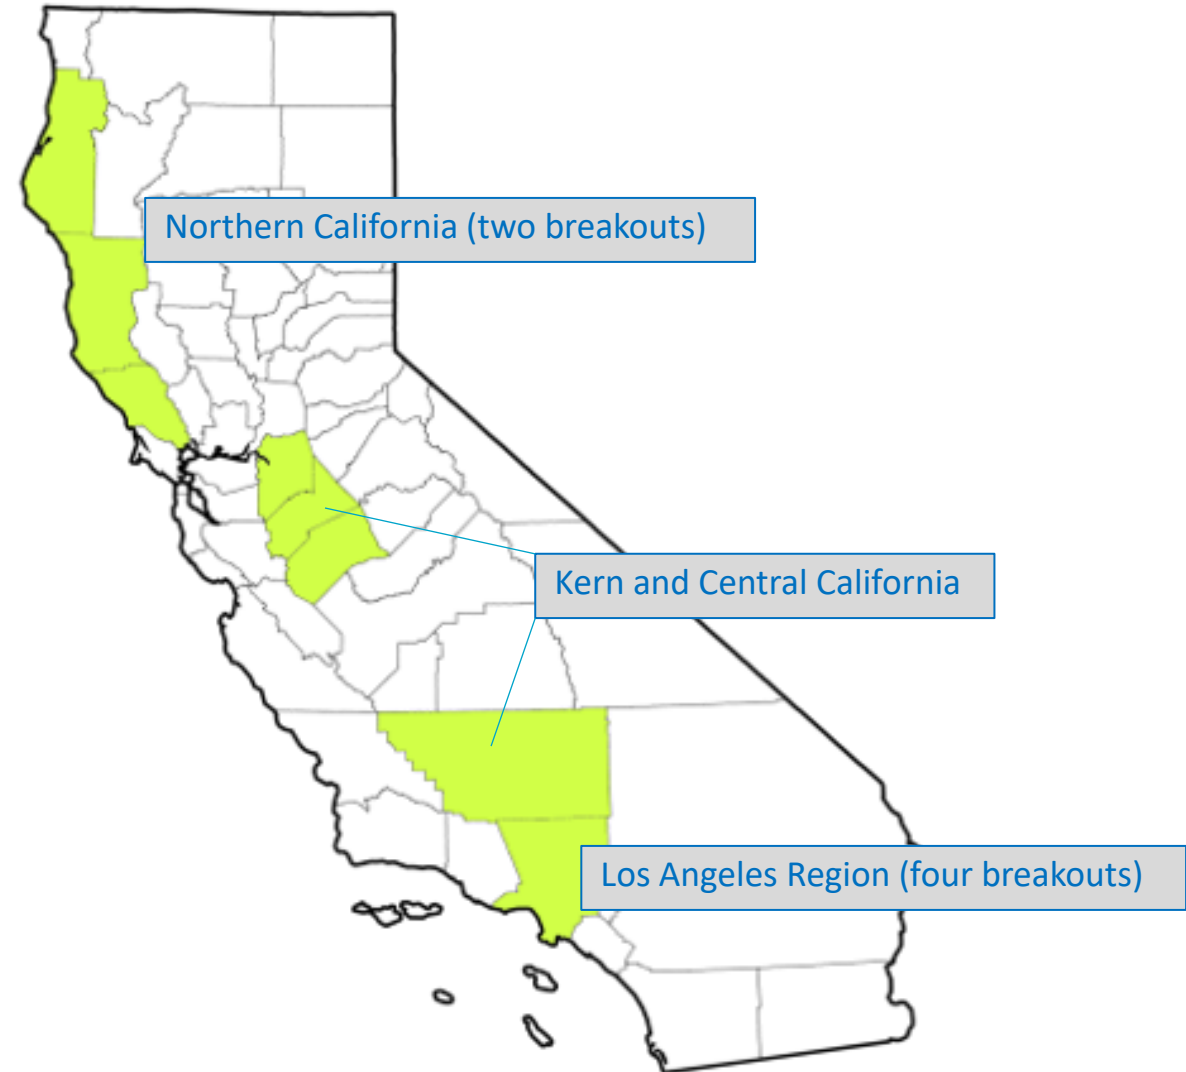 Northern California (two breakouts)
Kern and Central California
Los Angeles Region (four breakouts)